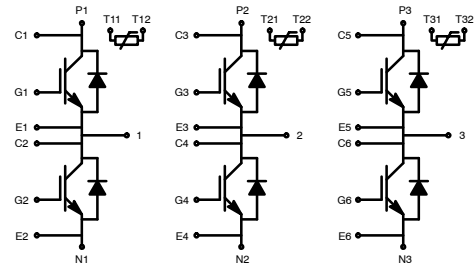 P1 P2 P3
T11 T12 T21 T22 T31 T32
C1 C3 C5
G1 G3 G5
E1 E3 E5
1 2 3
C2 C4 C6
G2 G4 G6
E2 E4 E6
N1 N2 N3